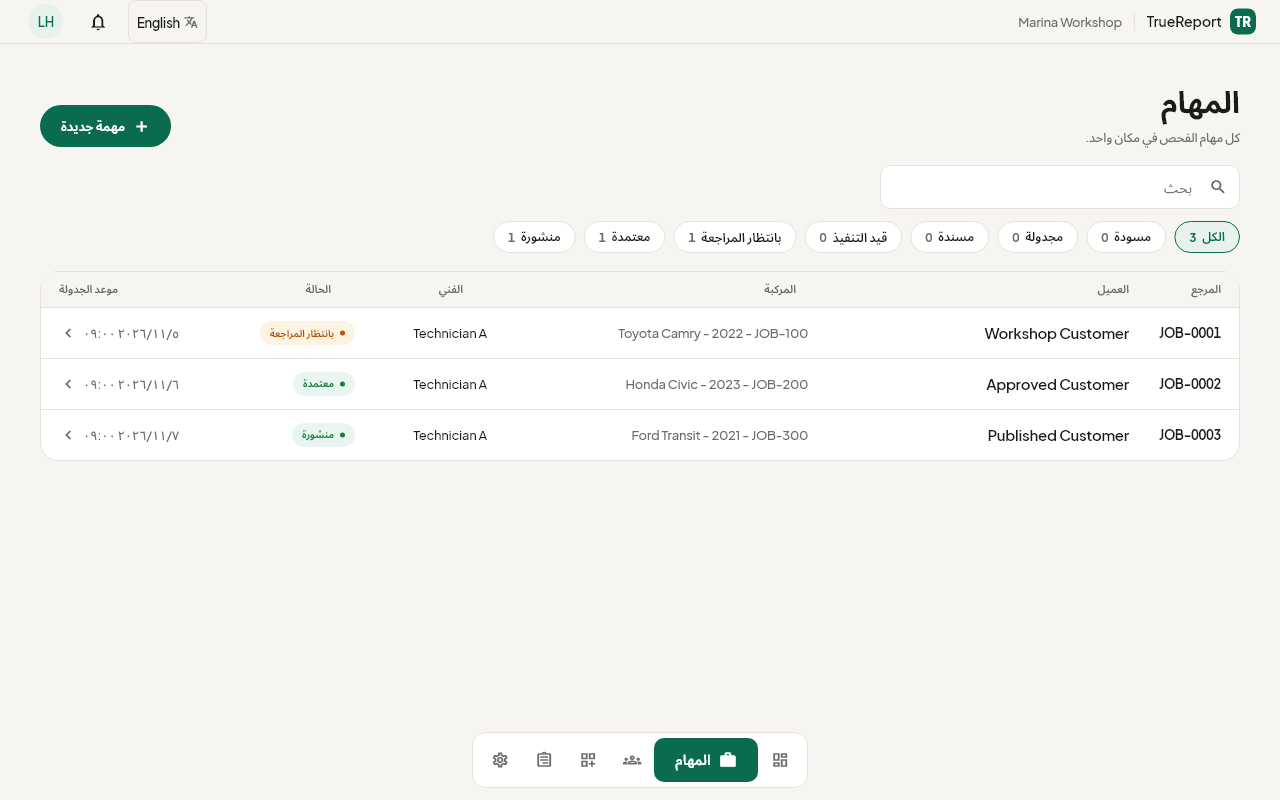 TR TrueReport Marina Workshop English LH
المهام
كل مهام الفحص في مكان واحد.
مهمة جديدة
بحث
الكل 3 مسودة 0 مجدولة 0 مسندة 0 قيد التنفيذ 0 بانتظار المراجعة 1 معتمدة 1 منشورة 1
المرجع العميل المركبة الفني الحالة موعد الجدولة
JOB-0001 Workshop Customer Toyota Camry - 2022 - JOB-100 Technician A بانتظار المراجعة ٢٠٢٦/١١/٥ ٠٩:٠٠
JOB-0002 Approved Customer Honda Civic - 2023 - JOB-200 Technician A معتمدة ٢٠٢٦/١١/٦ ٠٩:٠٠
JOB-0003 Published Customer Ford Transit - 2021 - JOB-300 Technician A منشورة ٢٠٢٦/١١/٧ ٠٩:٠٠
المهام